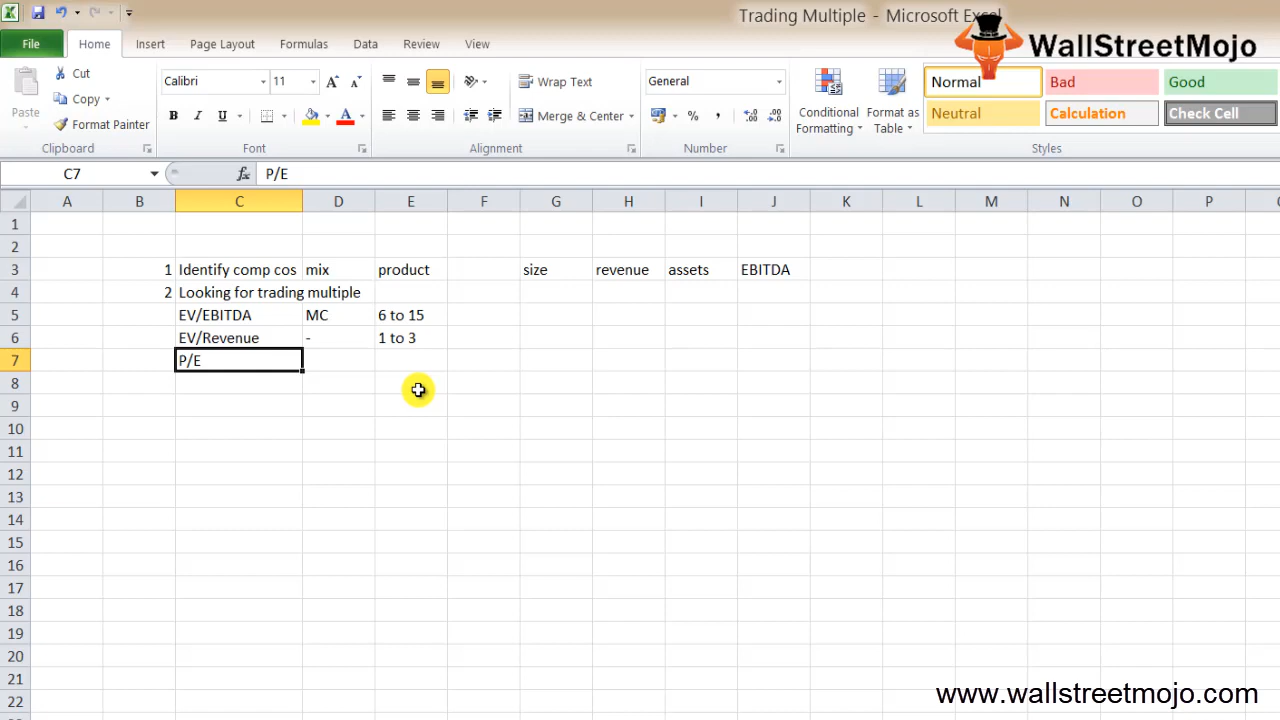 Trading Multiple - Microsoft Excel
WallStreetMojo
File Home Insert Page Layout Formulas Data Review View
Paste
Cut
Copy
Format Painter
Clipboard
Calibri 11
A A
B I U A
Font
Wrap Text
Merge & Center
Alignment
General
% ,
Number
Conditional Formatting
Format as Table
Normal Bad Good
Neutral Calculation Check Cell
Styles
C7 fx P/E
A B C D E F G H I J K L M N O P
1
2
3 1 Identify comp cos mix product size revenue assets EBITDA
4 2 Looking for trading multiple
5 EV/EBITDA MC 6 to 15
6 EV/Revenue - 1 to 3
7 P/E
8
9
10
11
12
13
14
15
16
17
18
19
20
21
22
www.wallstreetmojo.com